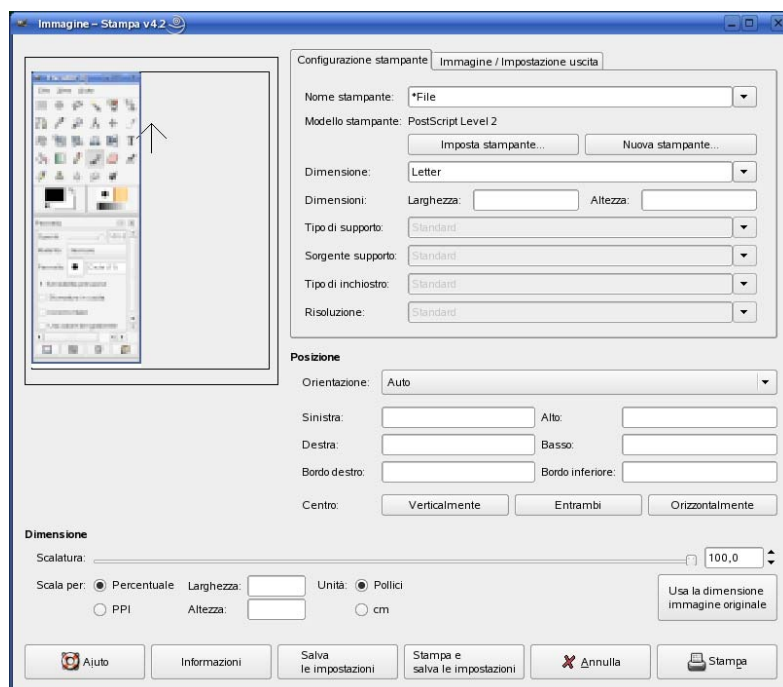 Immagine – Stampa v4.2
Configurazione stampante
Immagine / Impostazione uscita
Nome stampante: *File
Modello stampante: PostScript Level 2
Imposta stampante...
Nuova stampante...
Dimensione: Letter
Dimensioni: Larghezza: Altezza:
Tipo di supporto: Standard
Sorgente supporto: Standard
Tipo di inchiostro: Standard
Risoluzione: Standard
Posizione
Orientazione: Auto
Sinistra: Alto:
Destra: Basso:
Bordo destro: Bordo inferiore:
Centro: Verticalmente Entrambi Orizzontalmente
Dimensione
Scalatura: 100,0
Scala per: Percentuale Larghezza: Unità: Pollici
PPI Altezza: cm
Usa la dimensione
immagine originale
Aiuto
Informazioni
Salva
le impostazioni
Stampa e
salva le impostazioni
Annulla
Stampa